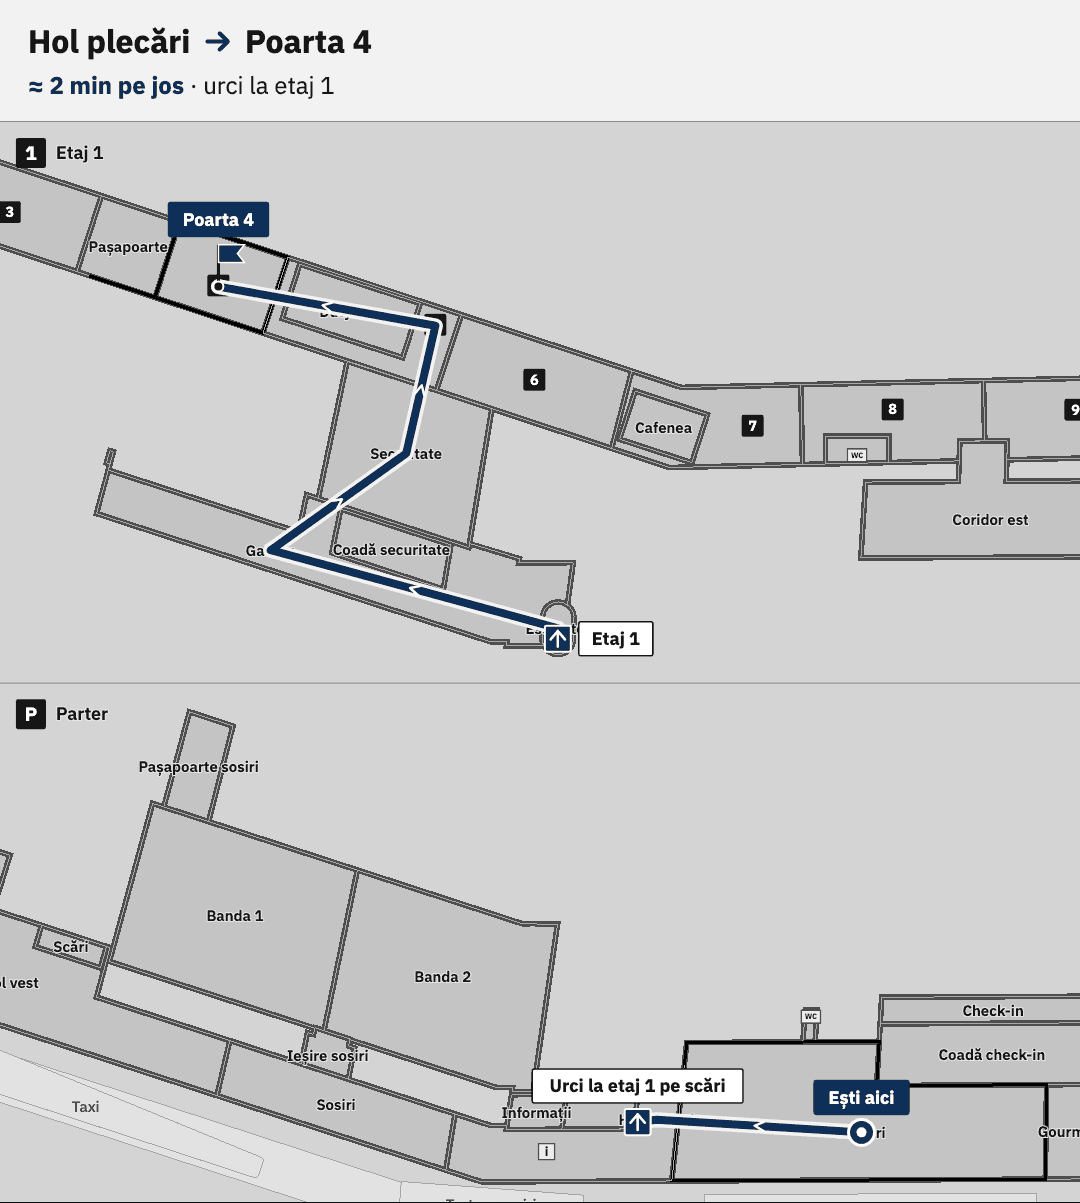 Hol plecări → Poarta 4
≈ 2 min pe jos · urci la etaj 1
1 Etaj 1
3
Poarta 4
Pașapoarte
6
Cafenea
7
8
9
WC
Coridor est
Coadă securitate
Etaj 1
P Parter
Pașapoarte sosiri
Banda 1
Scări
Banda 2
vest
WC
Check-in
Coadă check-in
Ieșire sosiri
Urci la etaj 1 pe scări
Ești aici
Taxi
Sosiri
Informații
i